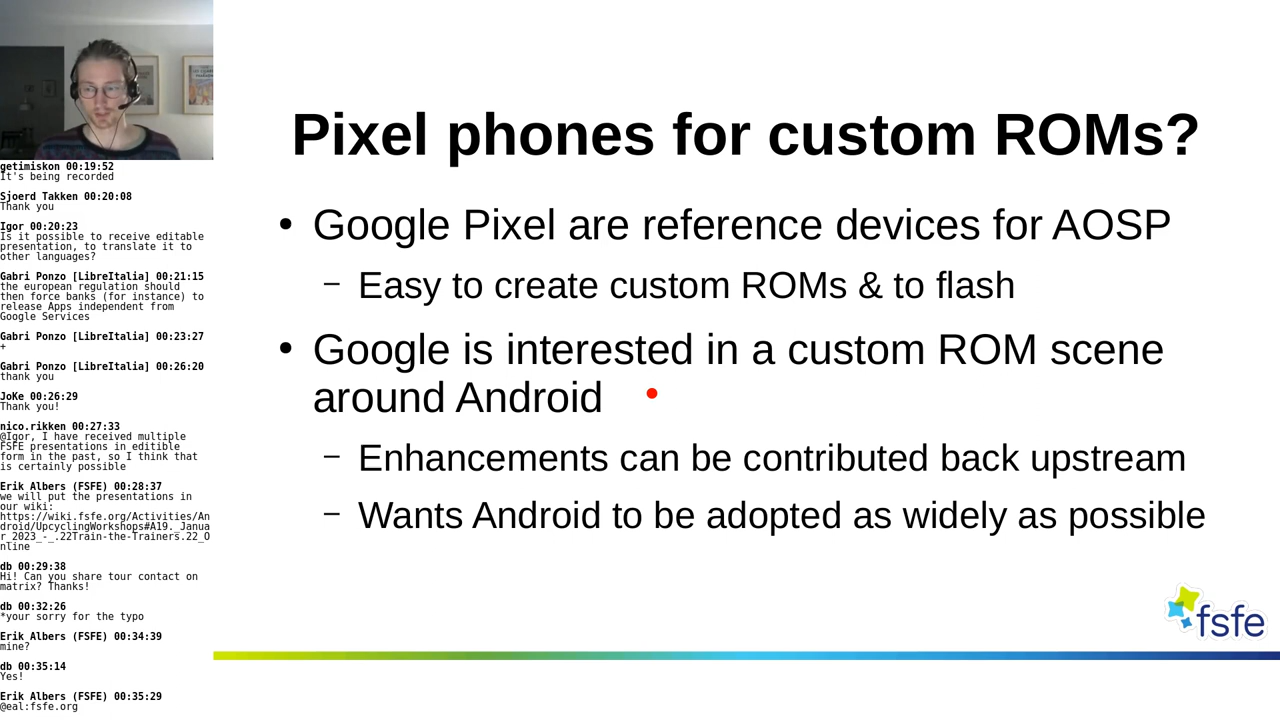 getimiskon 00:19:52
It's being recorded
Sjoerd Takken 00:20:08
Thank you
Igor 00:20:23
Is it possible to receive editable
presentation, to translate it to
other languages?
Gabri Ponzo [LibreItalia] 00:21:15
the european regulation should
then force banks (for instance) to
release Apps independent from
Google Services
Gabri Ponzo [LibreItalia] 00:23:27
+
Gabri Ponzo [LibreItalia] 00:26:20
thank you
JoKe 00:26:29
Thank you!
nico.rikken 00:27:33
@Igor, I have received multiple
FSFE presentations in editible
form in the past, so I think that
is certainly possible
Erik Albers (FSFE) 00:28:37
we will put the presentations in
our wiki:
https://wiki.fsfe.org/Activities/An
droid/UpcyclingWorkshops#A19._Janua
r_2023_-_.22Train-the-Trainers.22_O
nline
db 00:29:38
Hi! Can you share tour contact on
matrix? Thanks!
db 00:32:26
*your sorry for the typo
Erik Albers (FSFE) 00:34:39
mine?
db 00:35:14
Yes!
Erik Albers (FSFE) 00:35:29
@eal:fsfe.org
Pixel phones for custom ROMs?
• Google Pixel are reference devices for AOSP
– Easy to create custom ROMs & to flash
• Google is interested in a custom ROM scene
around Android
– Enhancements can be contributed back upstream
– Wants Android to be adopted as widely as possible
fsfe